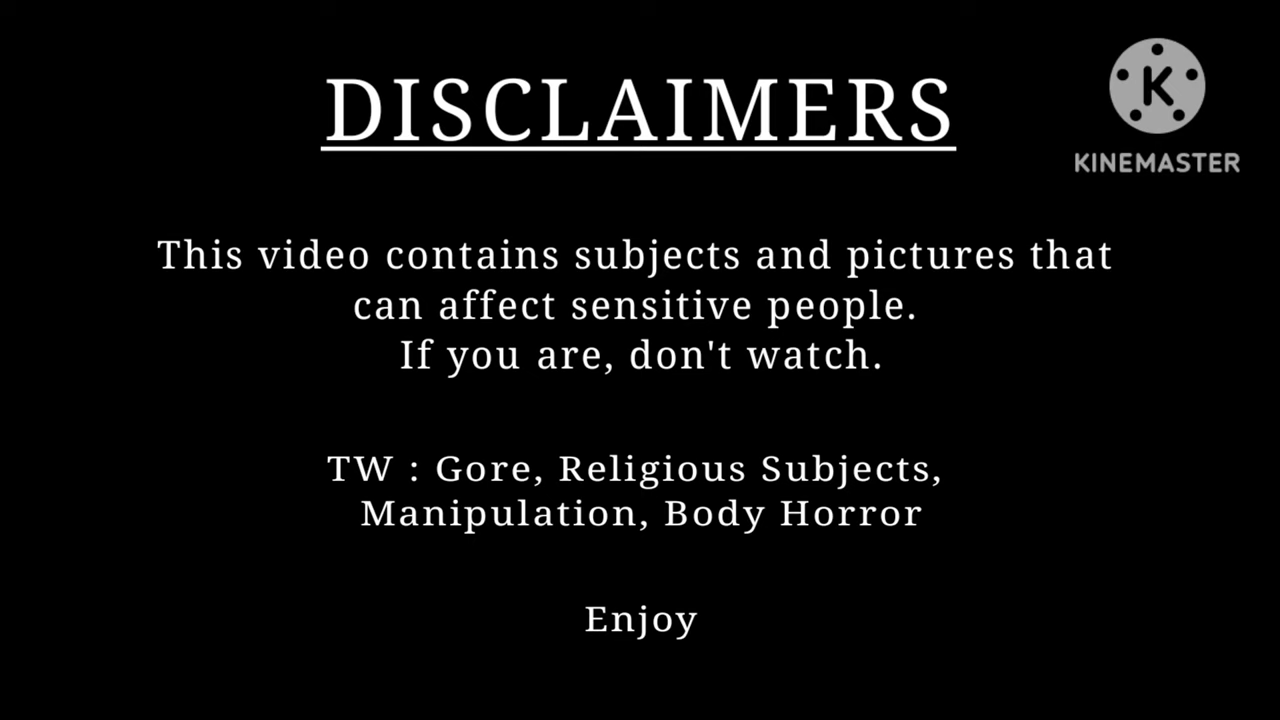 DISCLAIMERS
K
KINEMASTER
This video contains subjects and pictures that
can affect sensitive people.
If you are, don't watch.
TW : Gore, Religious Subjects,
Manipulation, Body Horror
Enjoy